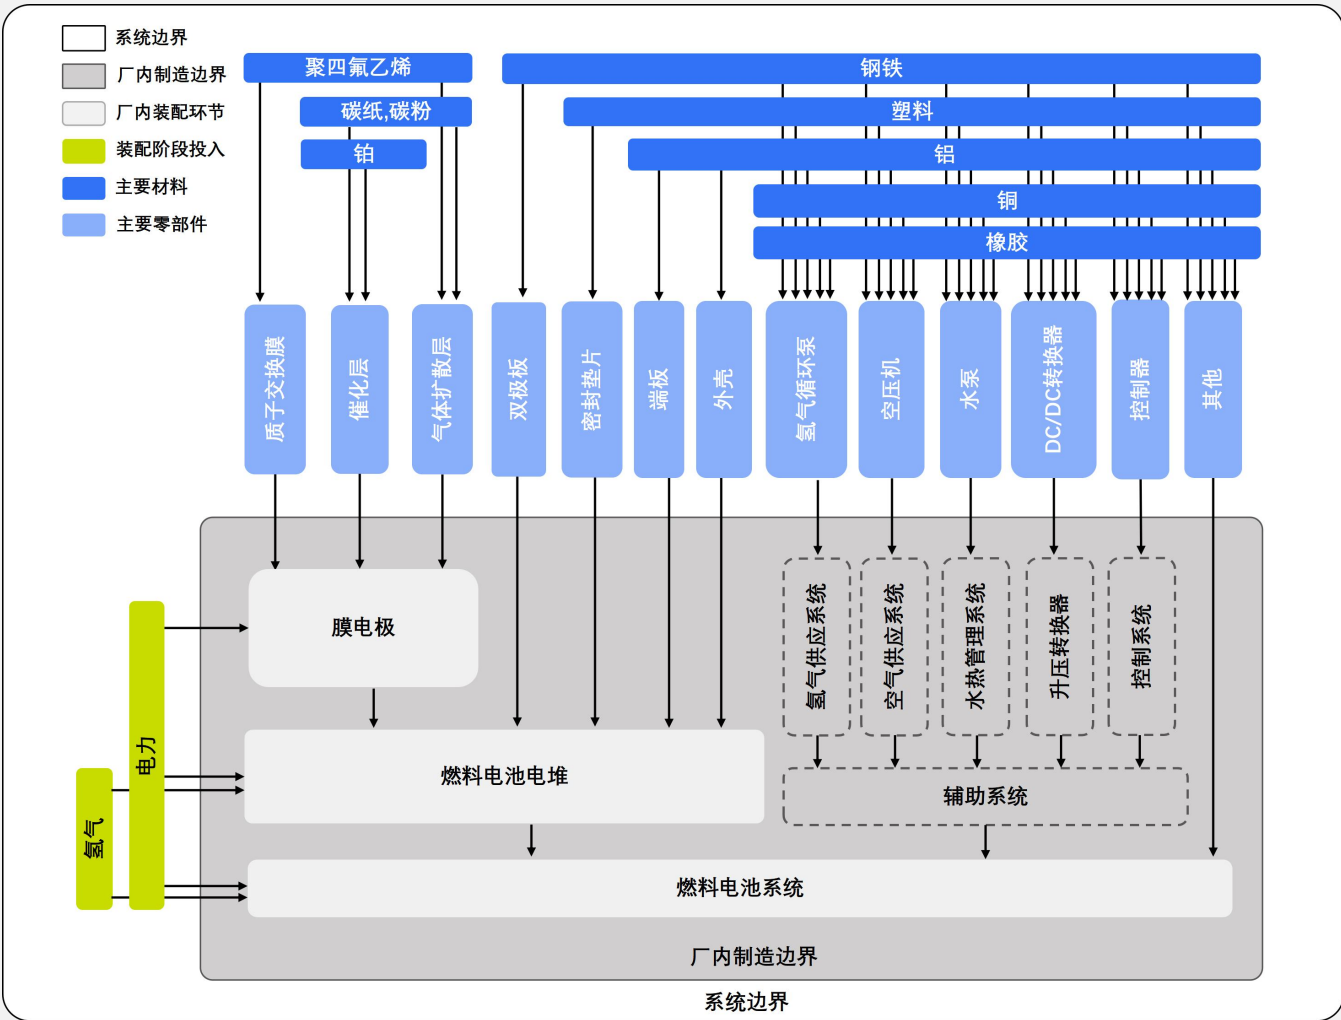 系统边界
厂内制造边界
厂内装配环节
装配阶段投入
主要材料
主要零部件
聚四氟乙烯
碳纸,碳粉
铂
钢铁
塑料
铝
铜
橡胶
质子交换膜
催化层
气体扩散层
双极板
密封垫片
端板
外壳
氢气循环泵
空压机
水泵
DC/DC转换器
控制器
其他
膜电极
氢气供应系统
空气供应系统
水热管理系统
升压转换器
控制系统
电力
氢气
燃料电池电堆
辅助系统
燃料电池系统
厂内制造边界
系统边界